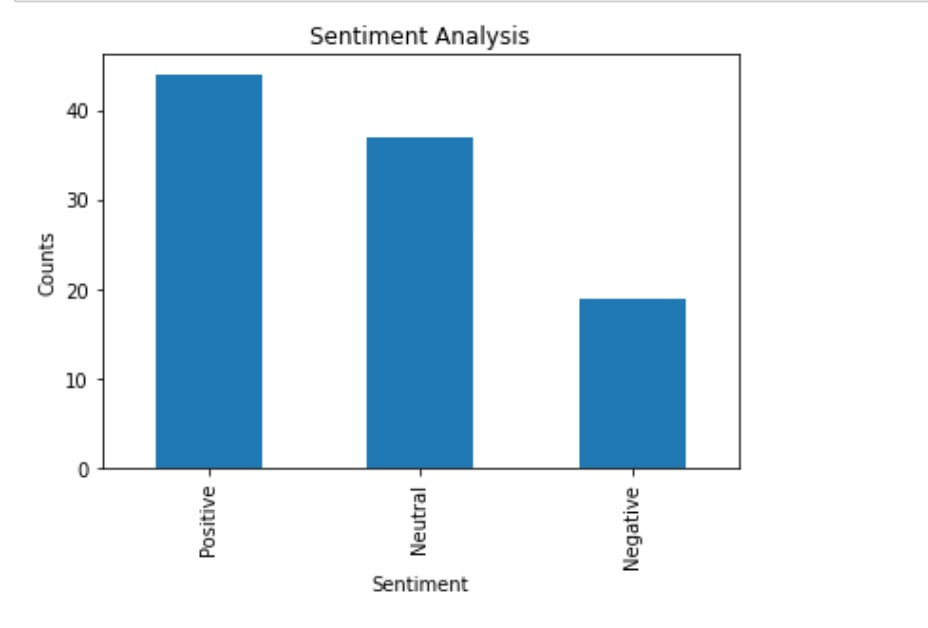 Sentiment Analysis
40
30
20
10
0
Counts
Positive
Neutral
Negative
Sentiment